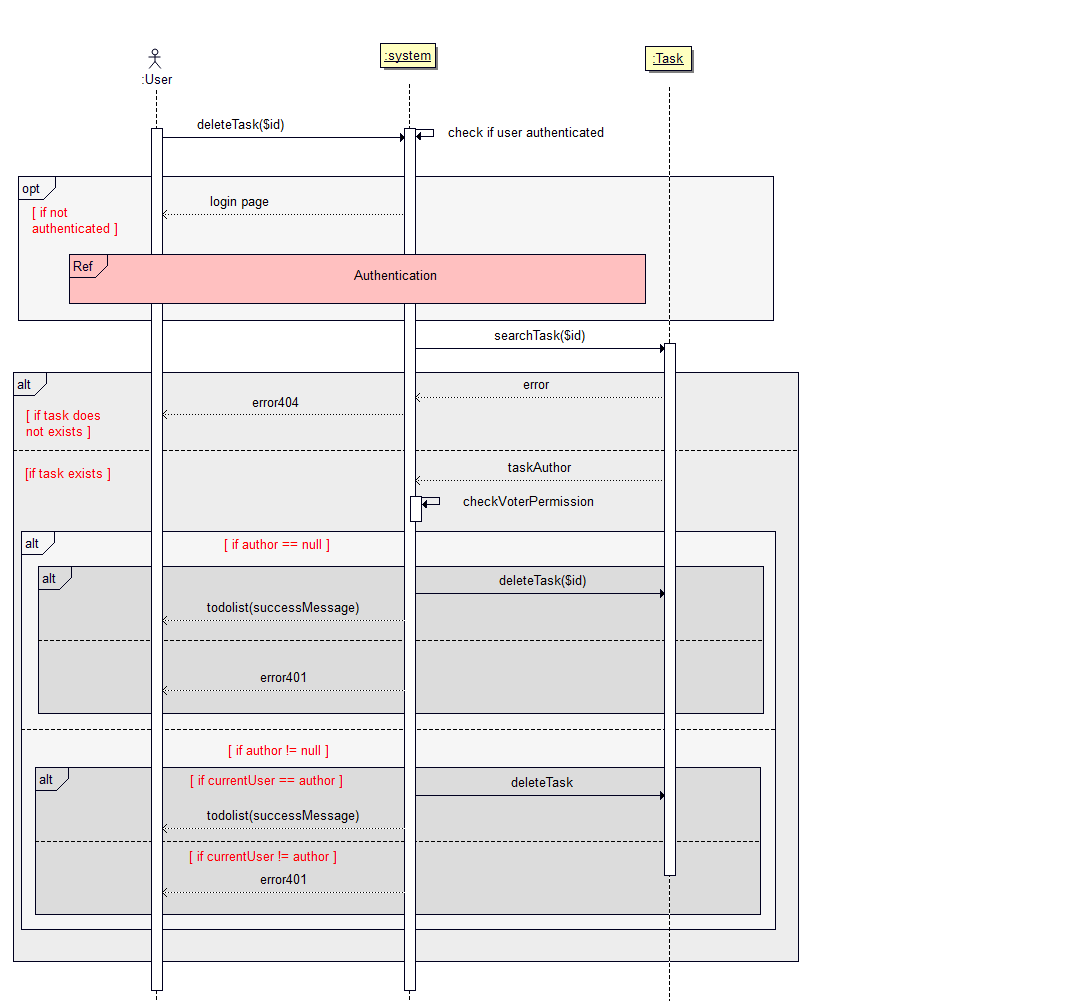 :system
:Task
:User
deleteTask($id)
check if user authenticated
opt
login page
[ if not
authenticated ]
Ref
Authentication
searchTask($id)
alt
error
error404
[ if task does
not exists ]
taskAuthor
[if task exists ]
checkVoterPermission
alt
[ if author == null ]
alt
deleteTask($id)
todolist(successMessage)
error401
[ if author != null ]
alt
[ if currentUser == author ]
deleteTask
todolist(successMessage)
[ if currentUser != author ]
error401